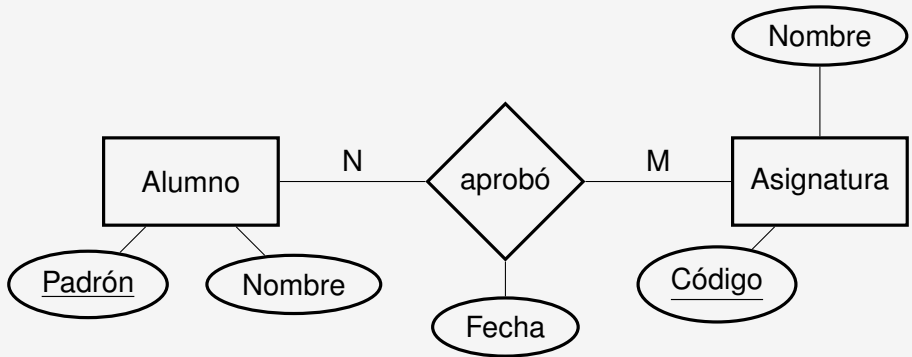 Nombre
N
M
Alumno
aprobó
Asignatura
Padrón
Nombre
Código
Fecha